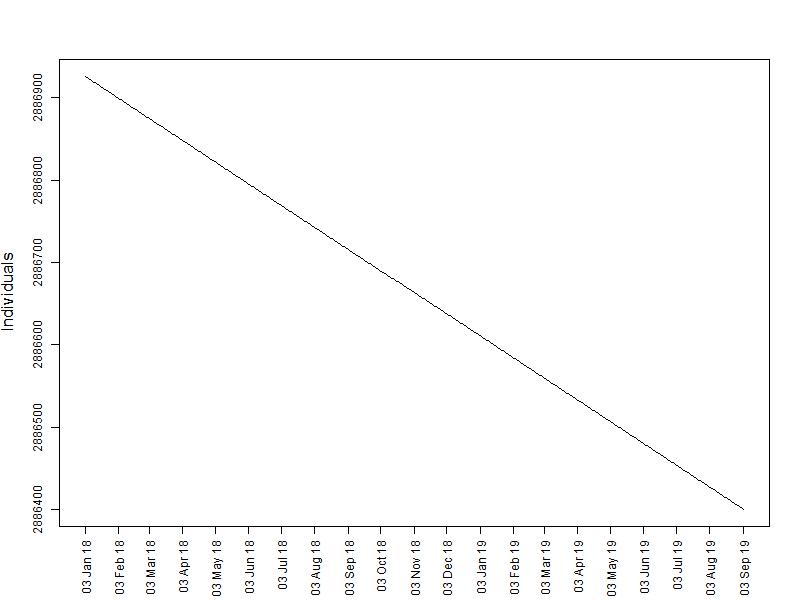 Individuals
2886900
2886800
2886700
2886600
2886500
2886400
03 Jan 18
03 Feb 18
03 Mar 18
03 Apr 18
03 May 18
03 Jun 18
03 Jul 18
03 Aug 18
03 Sep 18
03 Oct 18
03 Nov 18
03 Dec 18
03 Jan 19
03 Feb 19
03 Mar 19
03 Apr 19
03 May 19
03 Jun 19
03 Jul 19
03 Aug 19
03 Sep 19